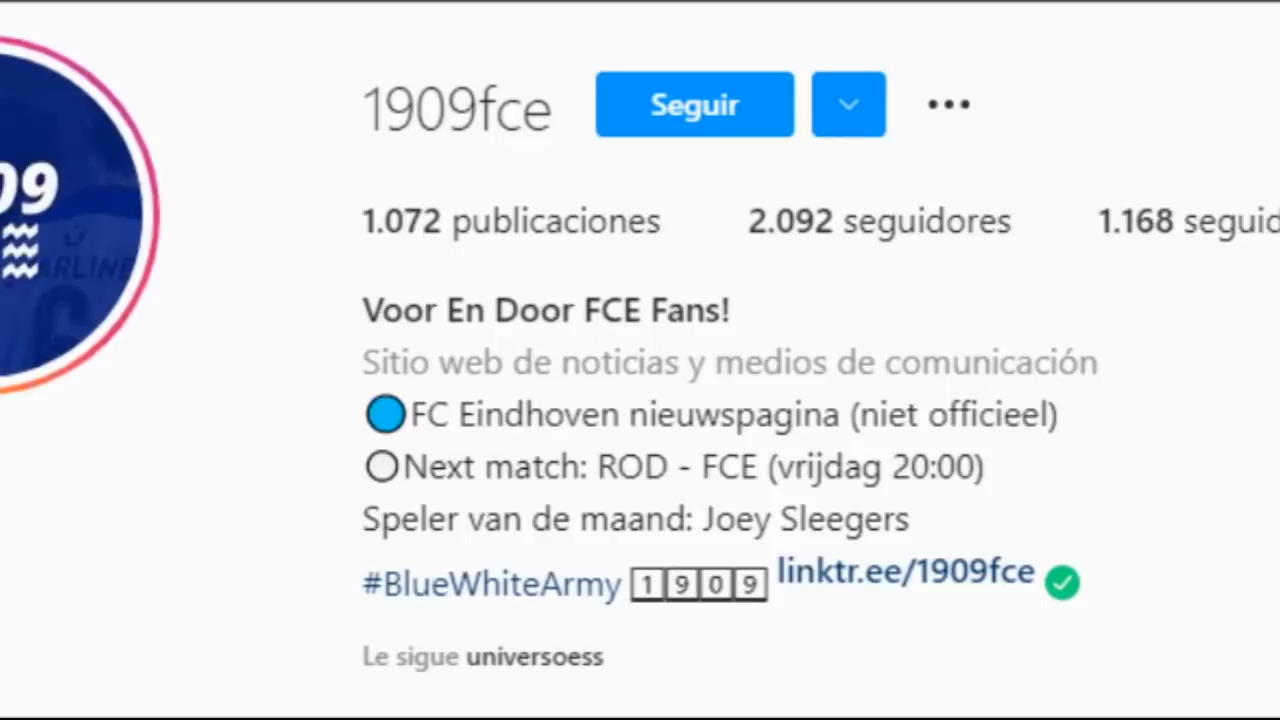 1909fce Seguir
1.072 publicaciones 2.092 seguidores 1.168 seguid
09
Voor En Door FCE Fans!
Sitio web de noticias y medios de comunicación
FC Eindhoven nieuwspagina (niet officieel)
Next match: ROD - FCE (vrijdag 20:00)
Speler van de maand: Joey Sleegers
#BlueWhiteArmy 1909 linktr.ee/1909fce
Le sigue universoess